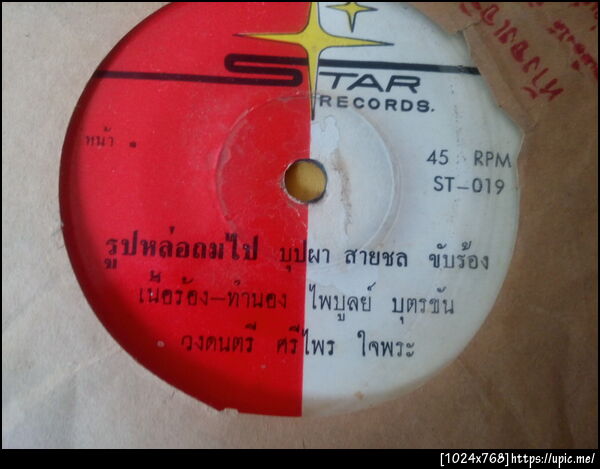 STAR
RECORDS.
หน้า ๑
45 RPM
ST-019
รูปหล่อถมไป บุปผา สายชล ขับร้อง
เนื้อร้อง-ทำนอง ไพบูลย์ บุตรขัน
วงดนตรี ศรีไพร ใจพระ
[1024x768]https://upic.me/